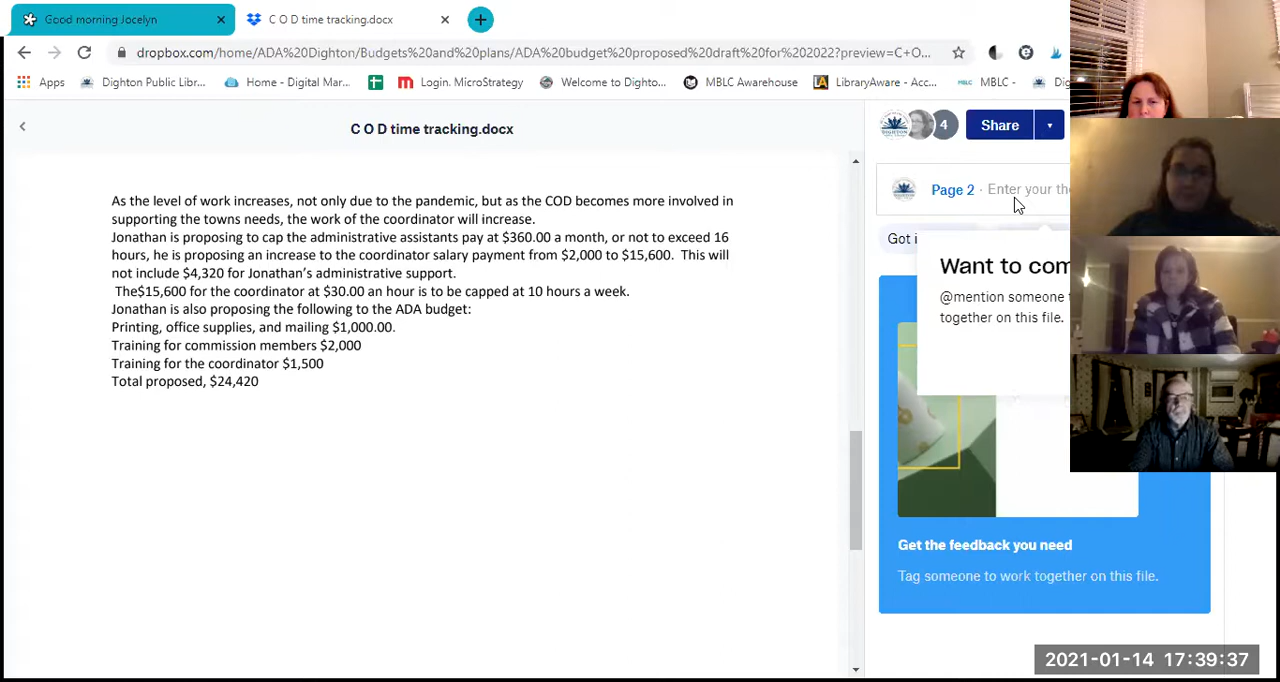 Good morning Jocelyn
C O D time tracking.docx
dropbox.com/home/ADA%20Dighton/Budgets%20and%20plans/ADA%20budget%20proposed%20draft%20for%202022?preview=C+O...
Apps
Dighton Public Libr...
Home - Digital Mar...
Login. MicroStrategy
Welcome to Dighto...
MBLC Awarehouse
LibraryAware - Acc...
MBLC -
Dig
C O D time tracking.docx
4
Share
As the level of work increases, not only due to the pandemic, but as the COD becomes more involved in
supporting the towns needs, the work of the coordinator will increase.
Jonathan is proposing to cap the administrative assistants pay at $360.00 a month, or not to exceed 16
hours, he is proposing an increase to the coordinator salary payment from $2,000 to $15,600.  This will
not include $4,320 for Jonathan's administrative support.
The$15,600 for the coordinator at $30.00 an hour is to be capped at 10 hours a week.
Jonathan is also proposing the following to the ADA budget:
Printing, office supplies, and mailing $1,000.00.
Training for commission members $2,000
Training for the coordinator $1,500
Total proposed, $24,420
Page 2 · Enter your th
Got i
Want to com
@mention someone t
together on this file.
Get the feedback you need
Tag someone to work together on this file.
2021-01-14 17:39:37